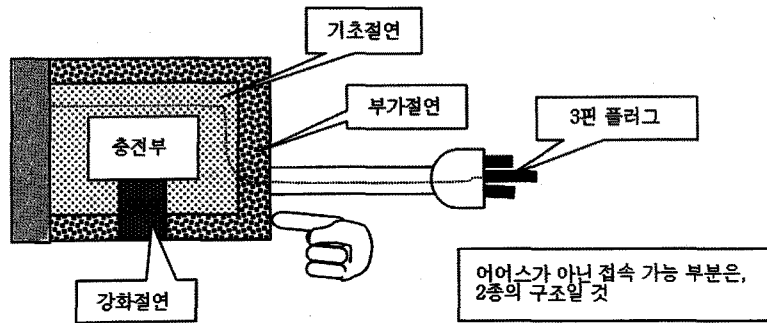 기초절연
부가절연
3핀 플러그
충전부
강화절연
어어스가 아닌 접속 가능 부분은,
2종의 구조일 것